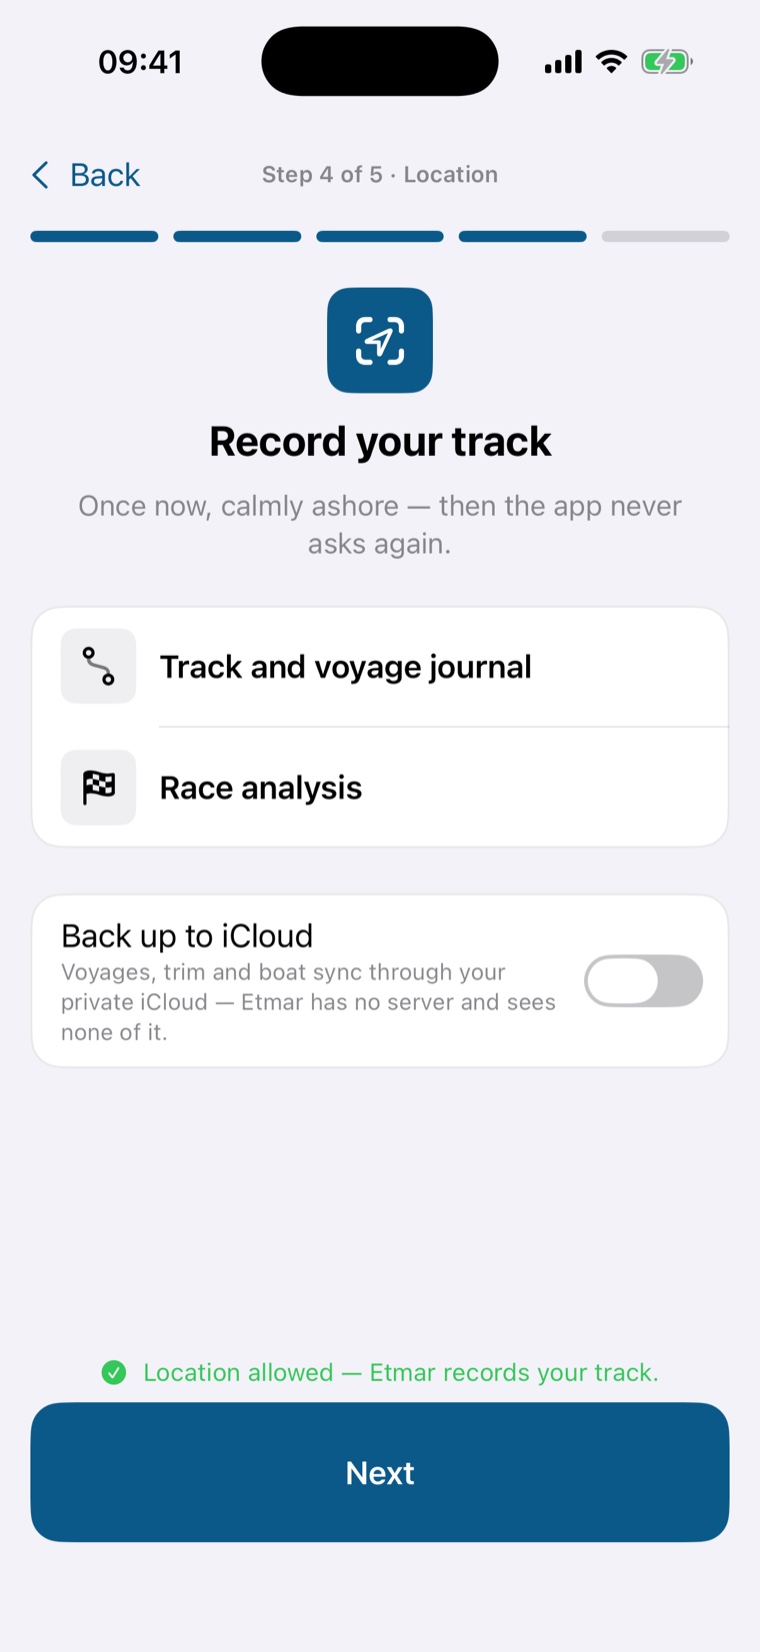 09:41
Back
Step 4 of 5 · Location
Record your track
Once now, calmly ashore — then the app never
asks again.
Track and voyage journal
Race analysis
Back up to iCloud
Voyages, trim and boat sync through your
private iCloud — Etmar has no server and sees
none of it.
Location allowed — Etmar records your track.
Next